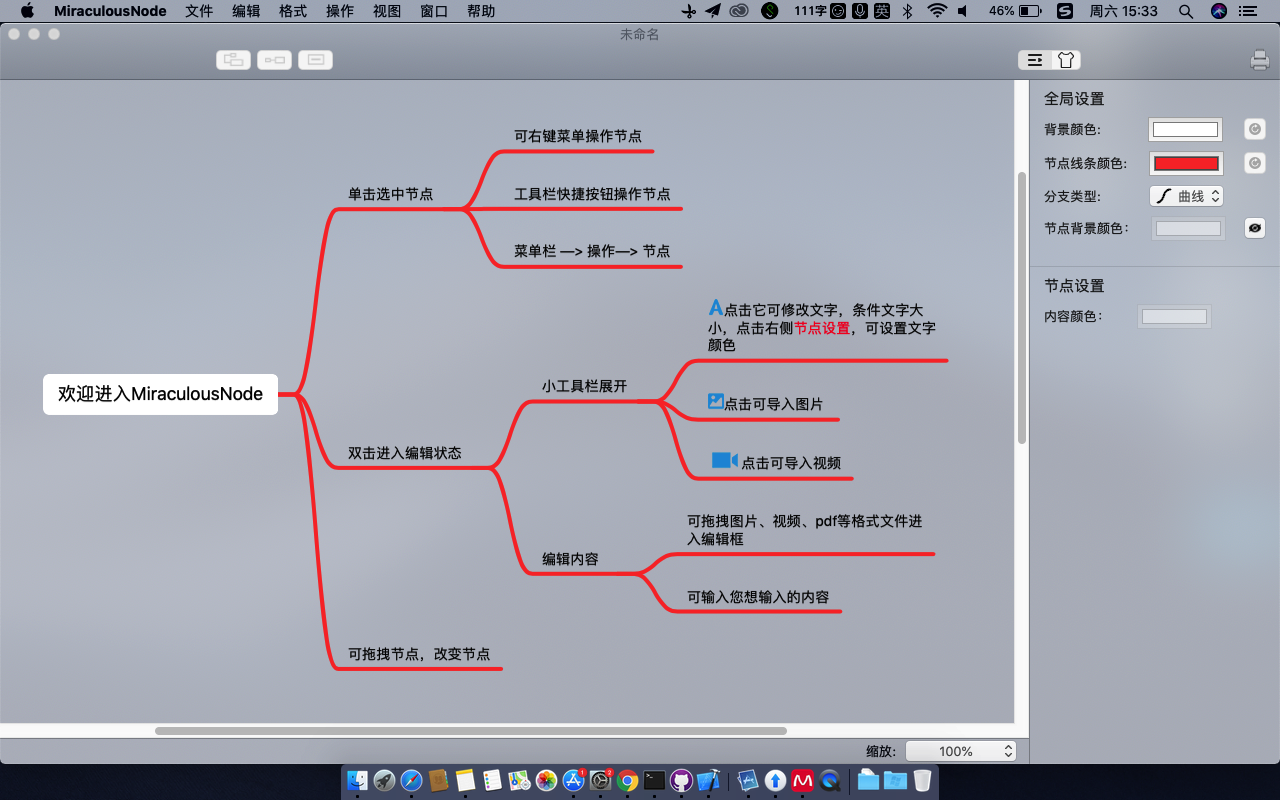 MiraculousNode 文件 编辑 格式 操作 视图 窗口 帮助 111字 英 46% 周六 15:33
未命名
全局设置
背景颜色:
节点线条颜色:
分支类型: 曲线
节点背景颜色:
节点设置
内容颜色:
欢迎进入MiraculousNode
单击选中节点
可右键菜单操作节点
工具栏快捷按钮操作节点
菜单栏 —> 操作—> 节点
双击进入编辑状态
小工具栏展开
A点击它可修改文字，条件文字大
小，点击右侧节点设置，可设置文字
颜色
点击可导入图片
点击可导入视频
编辑内容
可拖拽图片、视频、pdf等格式文件进
入编辑框
可输入您想输入的内容
可拖拽节点，改变节点
缩放: 100%
1
2